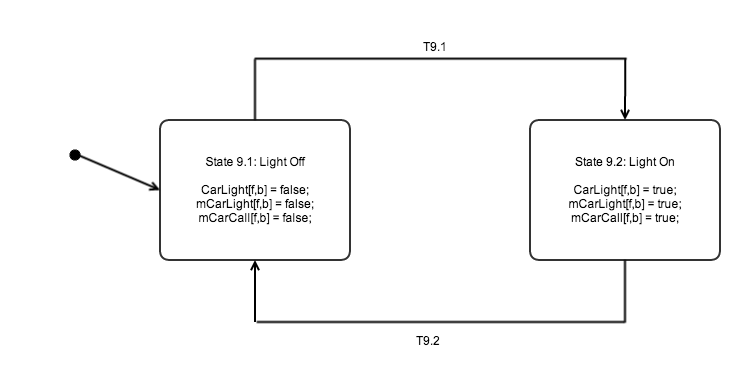 T9.1
State 9.1: Light Off
CarLight[f,b] = false;
mCarLight[f,b] = false;
mCarCall[f,b] = false;
State 9.2: Light On
CarLight[f,b] = true;
mCarLight[f,b] = true;
mCarCall[f,b] = true;
T9.2